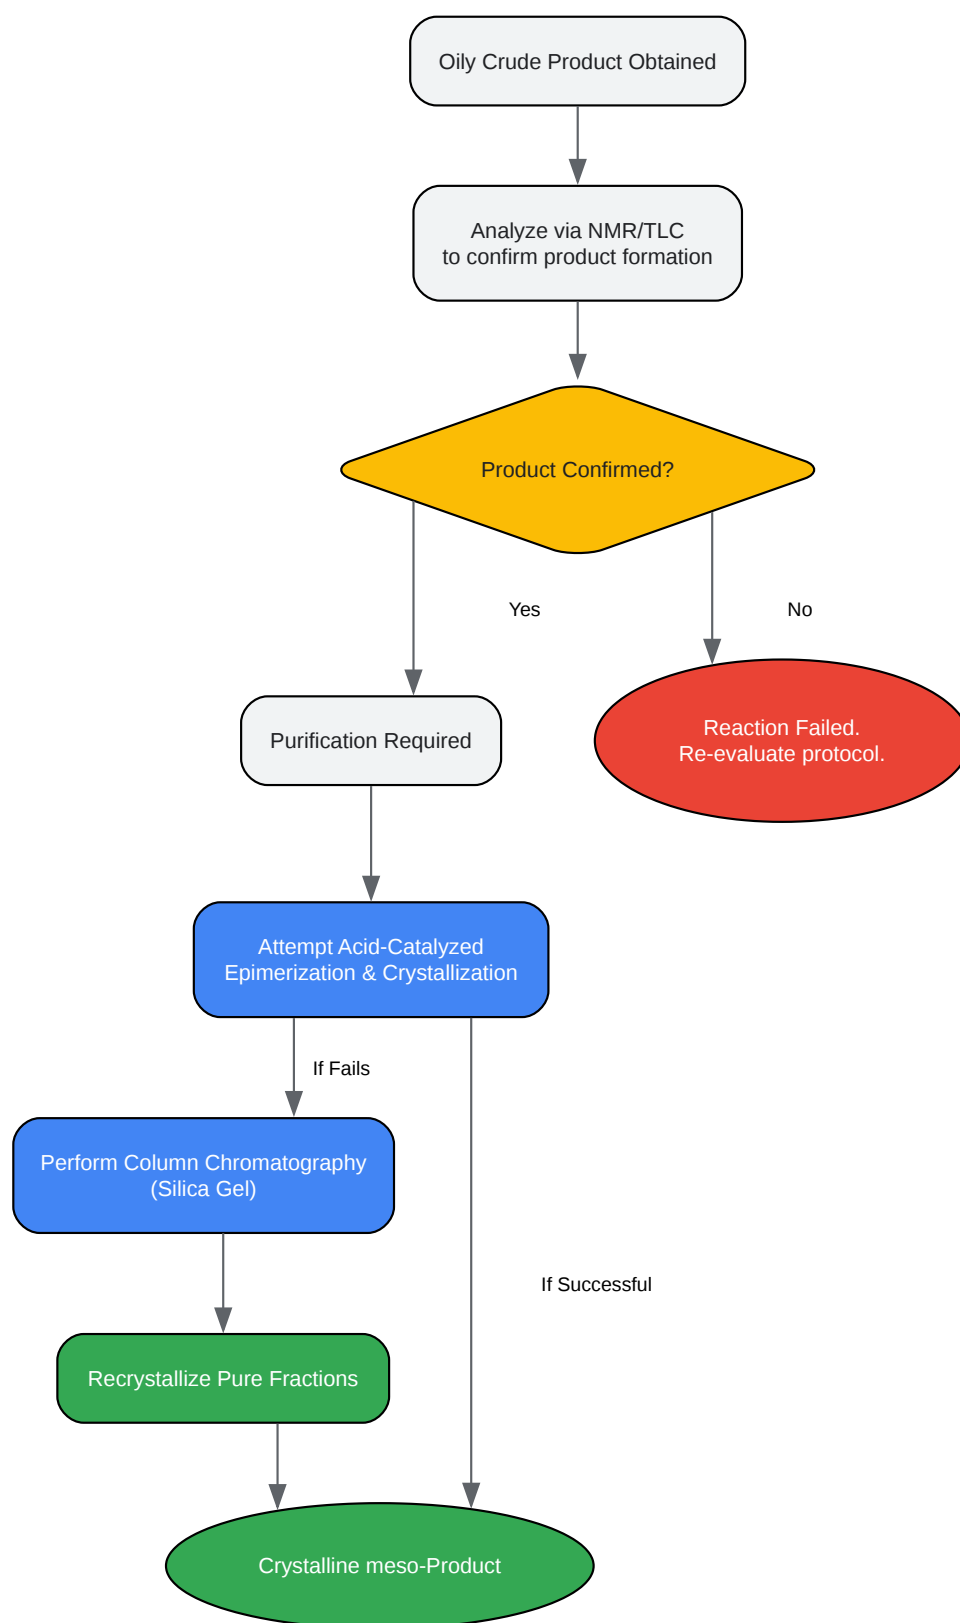 Oily Crude Product Obtained
Analyze via NMR/TLC
to confirm product formation
Product Confirmed?
Yes
No
Purification Required
Reaction Failed.
Re-evaluate protocol.
Attempt Acid-Catalyzed
Epimerization & Crystallization
If Fails
Perform Column Chromatography
(Silica Gel)
If Successful
Recrystallize Pure Fractions
Crystalline meso-Product